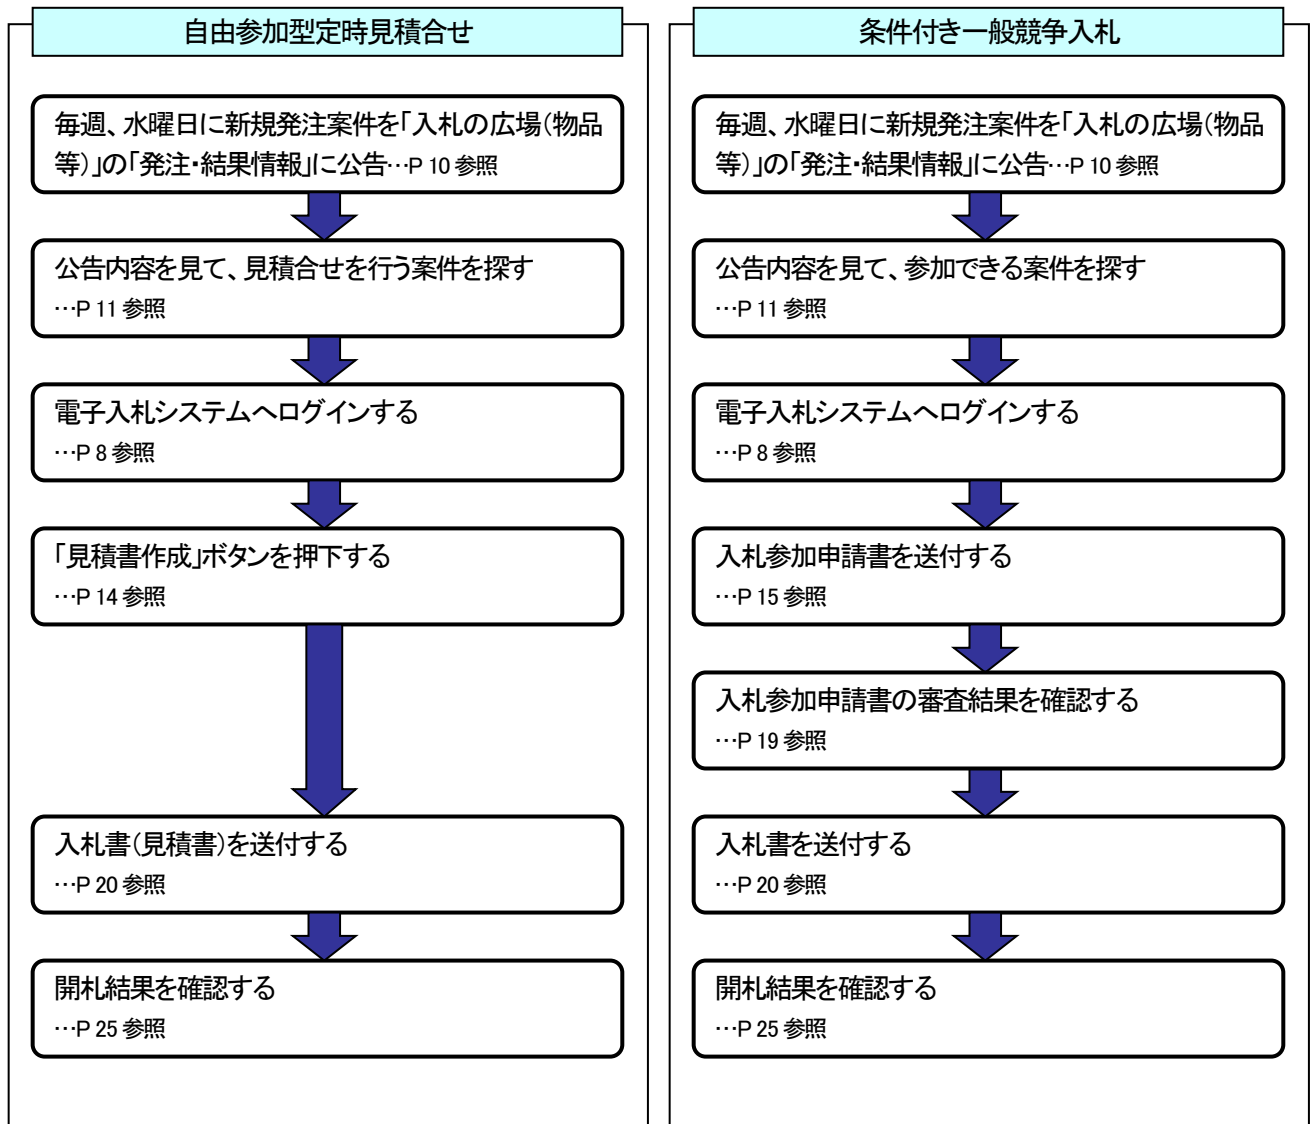 自由参加型定時見積合せ
毎週、水曜日に新規発注案件を「入札の広場(物品
等)」の「発注・結果情報」に公告…P 10 参照
公告内容を見て、見積合せを行う案件を探す
…P 11 参照
電子入札システムへログインする
…P 8 参照
「見積書作成」ボタンを押下する
…P 14 参照
入札書(見積書)を送付する
…P 20 参照
開札結果を確認する
…P 25 参照
条件付き一般競争入札
毎週、水曜日に新規発注案件を「入札の広場(物品
等)」の「発注・結果情報」に公告…P 10 参照
公告内容を見て、参加できる案件を探す
…P 11 参照
電子入札システムへログインする
…P 8 参照
入札参加申請書を送付する
…P 15 参照
入札参加申請書の審査結果を確認する
…P 19 参照
入札書を送付する
…P 20 参照
開札結果を確認する
…P 25 参照